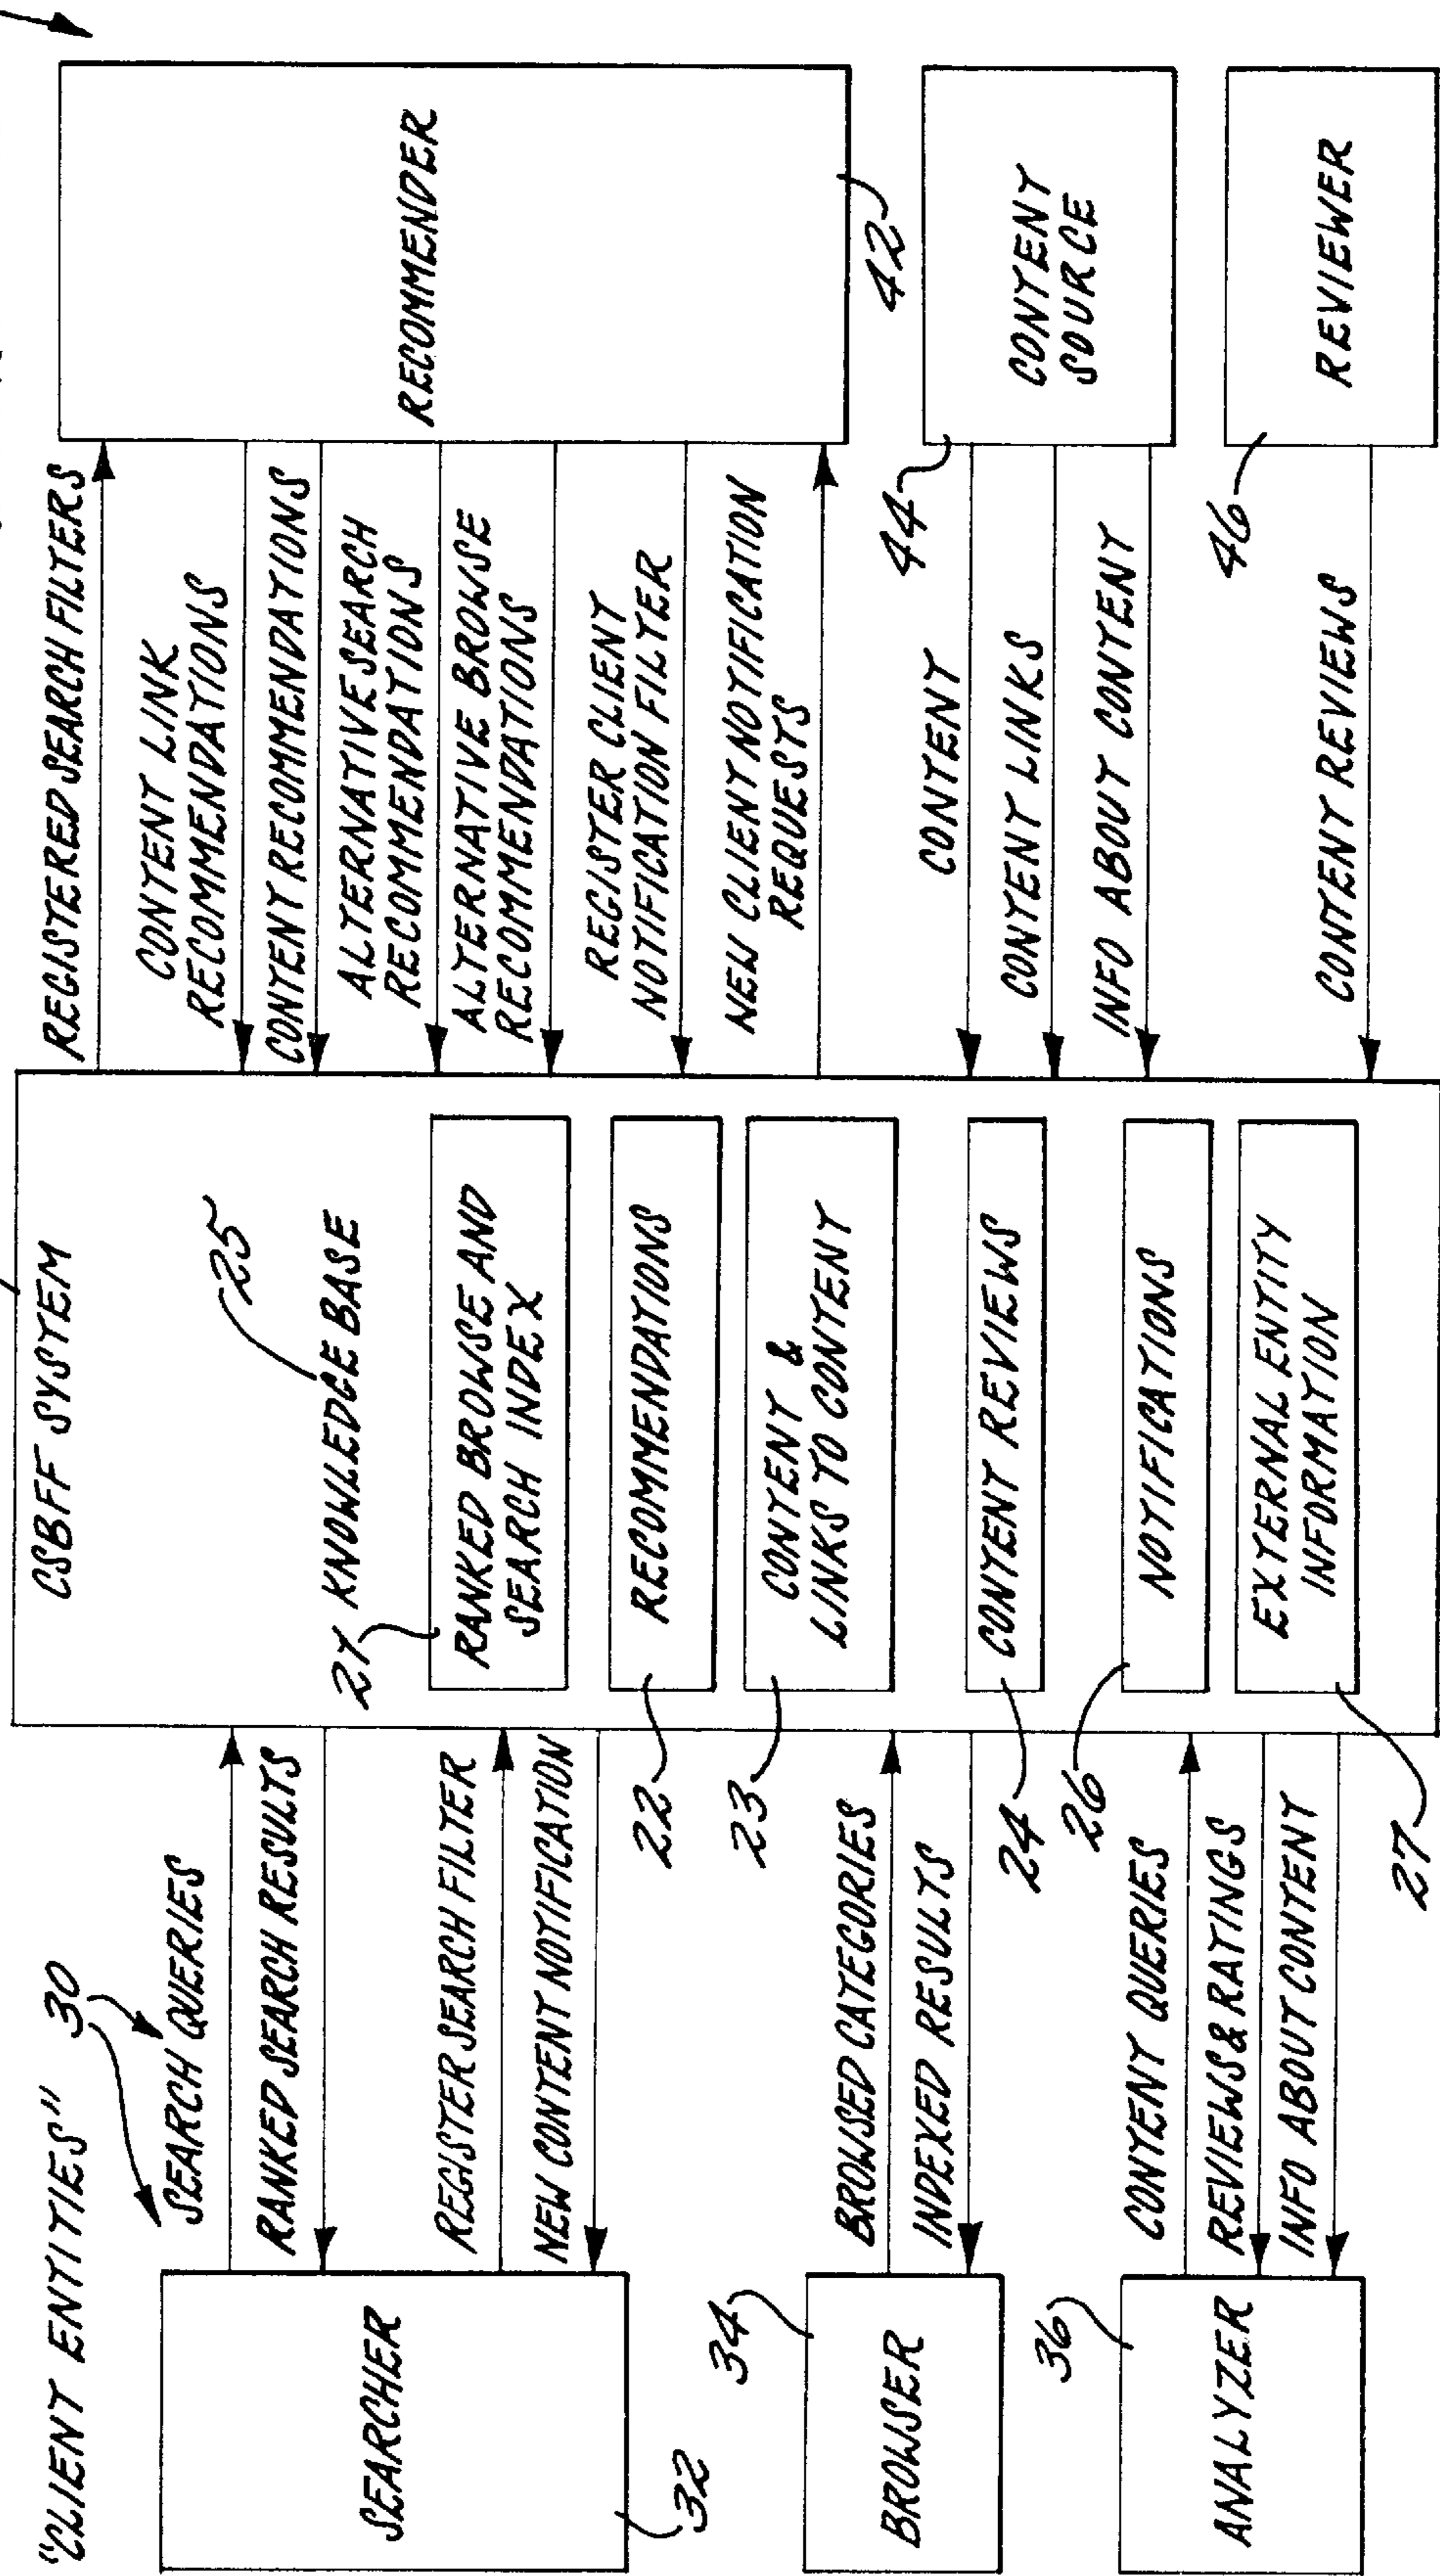 "CLIENT ENTITIES"
30
SEARCH QUERIES
RANKED SEARCH RESULTS
REGISTER SEARCH FILTER
NEW CONTENT NOTIFICATION
SEARCHER
32
BROWSED CATEGORIES
INDEXED RESULTS
34
BROWSER
CONTENT QUERIES
REVIEWS & RATINGS
INFO ABOUT CONTENT
36
ANALYZER
CSBFF SYSTEM
25
KNOWLEDGE BASE
21
RANKED BROWSE AND
SEARCH INDEX
RECOMMENDATIONS
22
CONTENT &
LINKS TO CONTENT
23
CONTENT REVIEWS
24
NOTIFICATIONS
26
EXTERNAL ENTITY
INFORMATION
27
REGISTERED SEARCH FILTERS
CONTENT LINK
RECOMMENDATIONS
CONTENT RECOMMENDATIONS
ALTERNATIVE SEARCH
RECOMMENDATIONS
ALTERNATIVE BROWSE
RECOMMENDATIONS
REGISTER CLIENT
NOTIFICATION FILTER
NEW CLIENT NOTIFICATION
REQUESTS
RECOMMENDER
42
CONTENT
CONTENT LINKS
INFO ABOUT CONTENT
44
CONTENT
SOURCE
CONTENT REVIEWS
46
REVIEWER